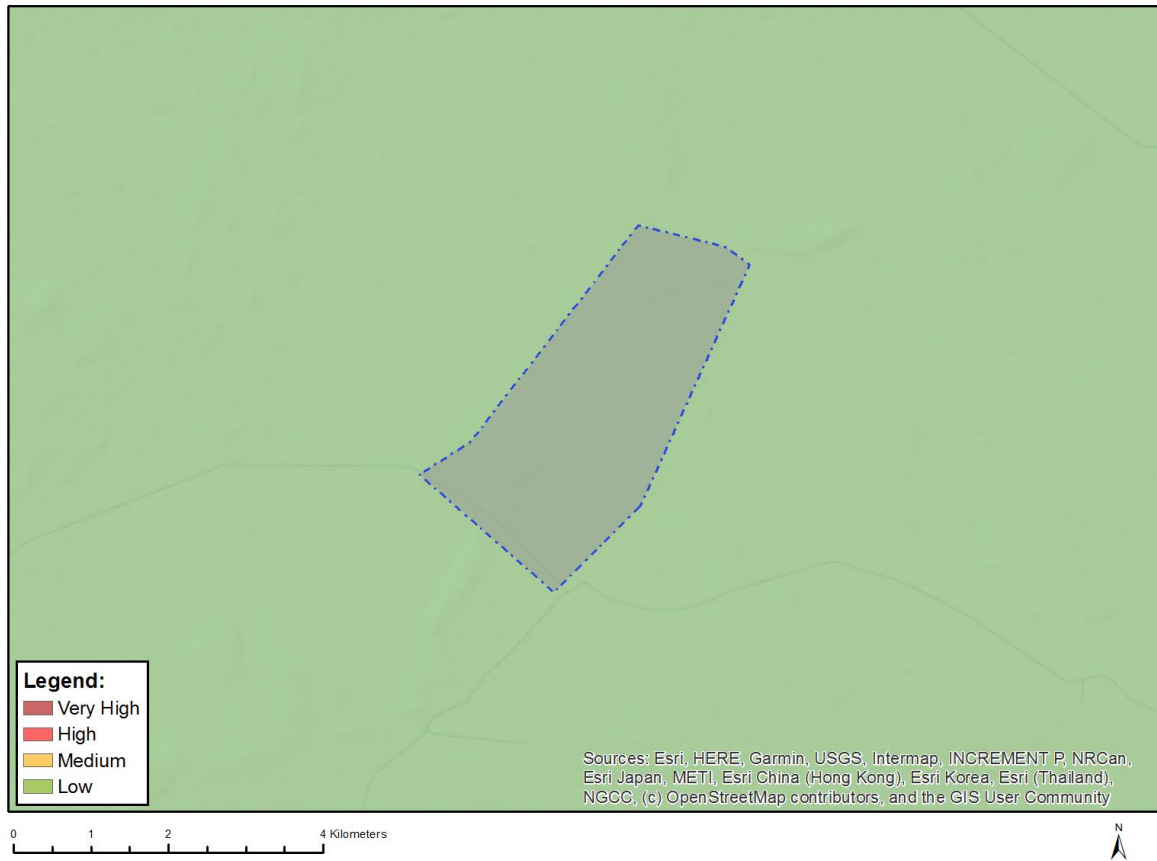 Legend:
Very High
High
Medium
Low
Sources: Esri, HERE, Garmin, USGS, Intermap, INCREMENT P, NRCan,
Esri Japan, METI, Esri China (Hong Kong), Esri Korea, Esri (Thailand),
NGCC, (c) OpenStreetMap contributors, and the GIS User Community
0 1 2 4 Kilometers
N